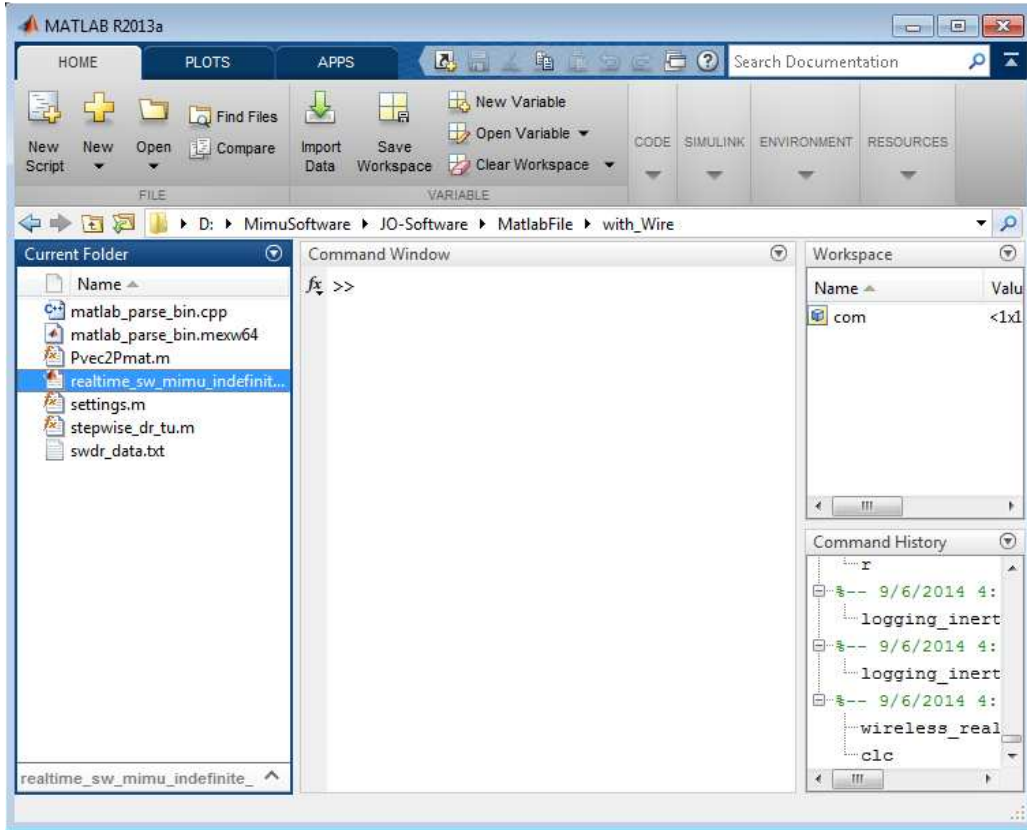 MATLAB R2013a
HOME PLOTS APPS Search Documentation
New Script New Open Find Files Compare
Import Data Save Workspace New Variable Open Variable Clear Workspace
CODE SIMULINK ENVIRONMENT RESOURCES
FILE VARIABLE
D: MimuSoftware JO-Software MatlabFile with_Wire
Current Folder
Name
matlab_parse_bin.cpp
matlab_parse_bin.mexw64
Pvec2Pmat.m
realtime_sw_mimu_indefinit...
settings.m
stepwise_dr_tu.m
swdr_data.txt
realtime_sw_mimu_indefinite_
Command Window
fx >>
Workspace
Name Valu
com <1x1
Command History
r
%-- 9/6/2014 4:
logging_inert
%-- 9/6/2014 4:
logging_inert
%-- 9/6/2014 4:
wireless_real
clc